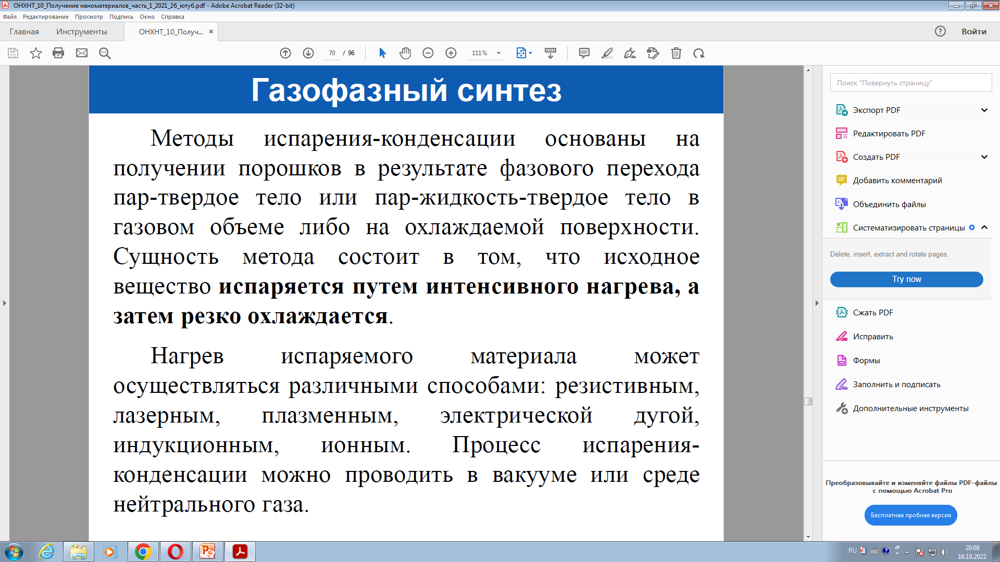 ОНХНТ_10_Получение наноматериалов_часть_1_2021_26_ютуб.pdf - Adobe Acrobat Reader (32-bit)
Файл Редактирование Просмотр Подпись Окно Справка
Главная Инструменты ОНХНТ_10_Получ... × Войти
70 / 96 111%
Газофазный синтез
Методы испарения-конденсации основаны на
получении порошков в результате фазового перехода
пар-твердое тело или пар-жидкость-твердое тело в
газовом объеме либо на охлаждаемой поверхности.
Сущность метода состоит в том, что исходное
вещество испаряется путем интенсивного нагрева, а
затем резко охлаждается.
Нагрев испаряемого материала может
осуществляться различными способами: резистивным,
лазерным, плазменным, электрической дугой,
индукционным, ионным. Процесс испарения-
конденсации можно проводить в вакууме или среде
нейтрального газа.
Поиск "Повернуть страницу"
Экспорт PDF
Редактировать PDF
Создать PDF
Добавить комментарий
Объединить файлы
Систематизировать страницы
Delete, insert, extract and rotate pages.
Try now
Сжать PDF
Исправить
Формы
Заполнить и подписать
Дополнительные инструменты
Преобразовывайте и изменяйте файлы PDF-файлы
с помощью Acrobat Pro
Бесплатная пробная версия
RU 20:08
16.10.2022